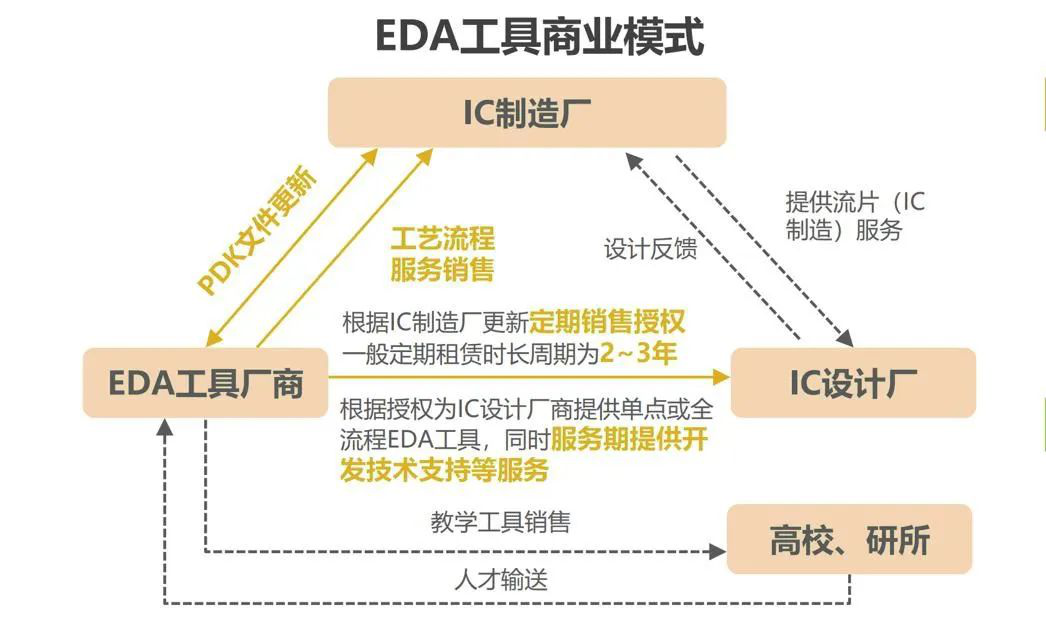 EDA工具商业模式
IC制造厂
PDK文件更新
工艺流程
服务销售
设计反馈
提供流片（IC
制造）服务
根据IC制造厂更新定期销售授权
一般定期租赁时长周期为2~3年
EDA工具厂商
IC设计厂
根据授权为IC设计厂商提供单点或全
流程EDA工具，同时服务期提供开
发技术支持等服务
教学工具销售
高校、研所
人才输送